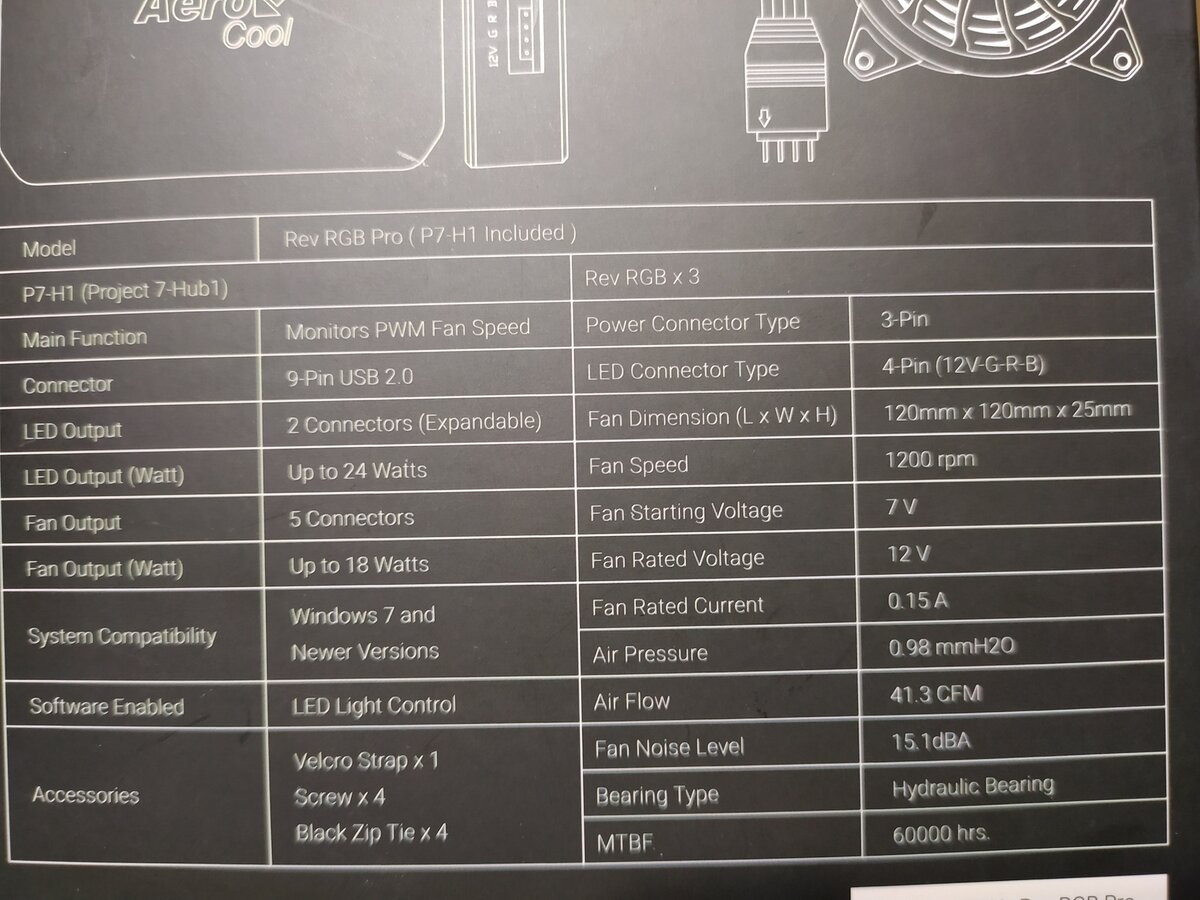 Aero
Cool
12V G R B
Model
Rev RGB Pro ( P7-H1 Included )
P7-H1 (Project 7-Hub1)
Rev RGB x 3
Main Function
Monitors PWM Fan Speed
Power Connector Type
3-Pin
Connector
9-Pin USB 2.0
LED Connector Type
4-Pin (12V-G-R-B)
LED Output
2 Connectors (Expandable)
Fan Dimension (L x W x H)
120mm x 120mm x 25mm
LED Output (Watt)
Up to 24 Watts
Fan Speed
1200 rpm
Fan Output
5 Connectors
Fan Starting Voltage
7 V
Fan Output (Watt)
Up to 18 Watts
Fan Rated Voltage
12 V
System Compatibility
Windows 7 and
Newer Versions
Fan Rated Current
0.15 A
Air Pressure
0.98 mmH2O
Software Enabled
LED Light Control
Air Flow
41.3 CFM
Accessories
Velcro Strap x 1
Screw x 4
Black Zip Tie x 4
Fan Noise Level
15.1dBA
Bearing Type
Hydraulic Bearing
MTBF
60000 hrs.
Rev RGB Pro